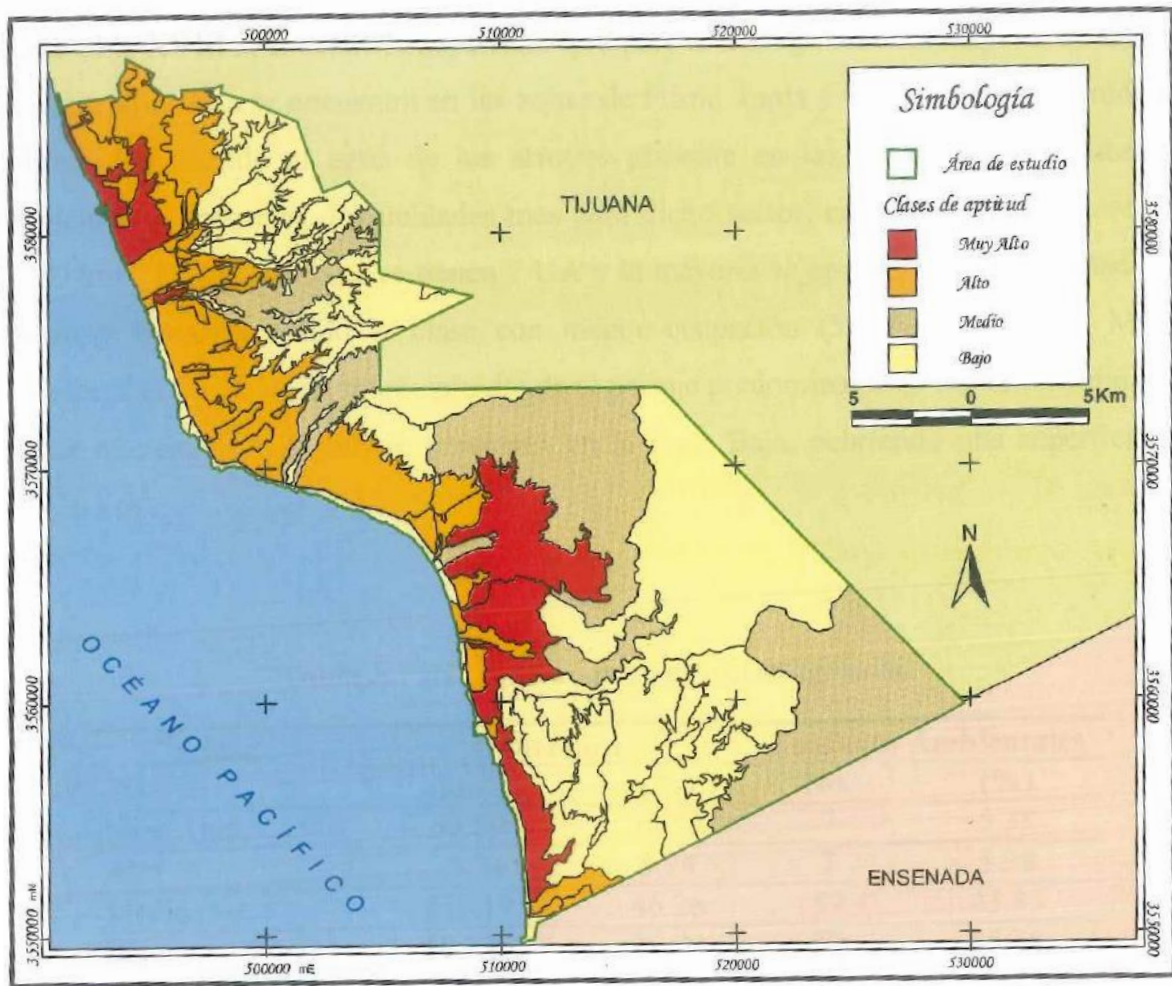 500000
510000
520000
530000
Simbología
Área de estudio
Clases de aptitud
Muy Alto
Alto
Medio
Bajo
5 0 5Km
TIJUANA
3580000
3580000
3570000
3570000
N
OCÉANO PACÍFICO
3560000
3560000
ENSENADA
3550000 mN
3550000
500000 mE
510000
520000
530000